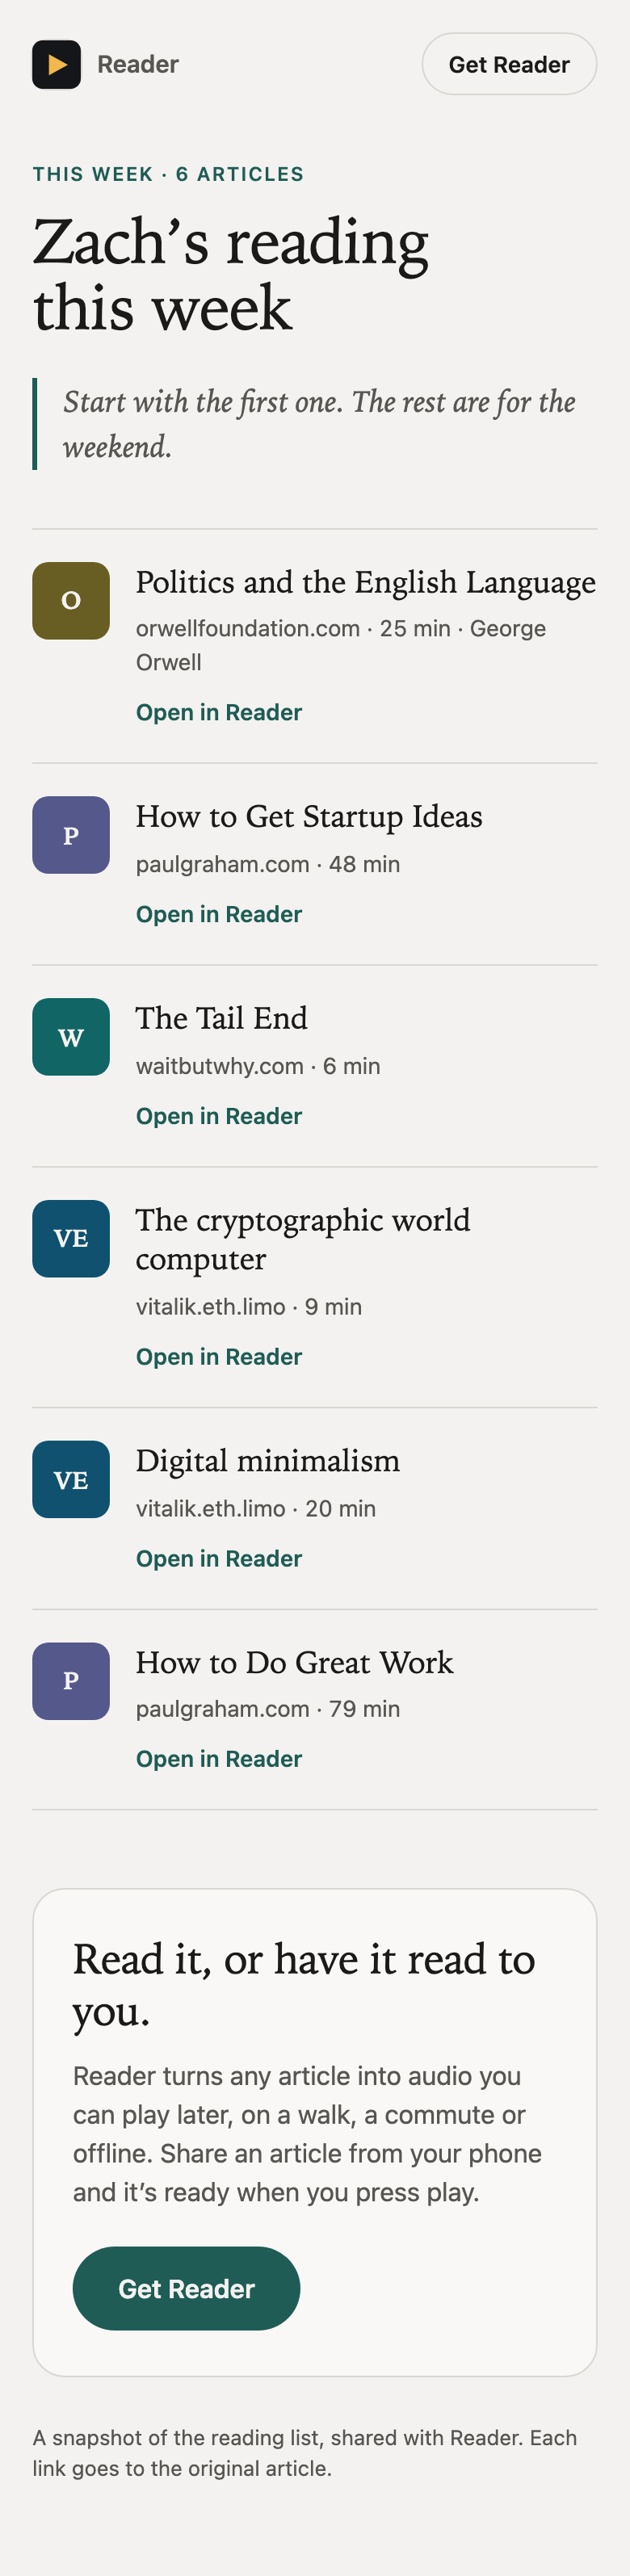 Reader
Get Reader
THIS WEEK · 6 ARTICLES
Zach’s reading
this week
Start with the first one. The rest are for the
weekend.
O
Politics and the English Language
orwellfoundation.com · 25 min · George
Orwell
Open in Reader
P
How to Get Startup Ideas
paulgraham.com · 48 min
Open in Reader
W
The Tail End
waitbutwhy.com · 6 min
Open in Reader
VE
The cryptographic world
computer
vitalik.eth.limo · 9 min
Open in Reader
VE
Digital minimalism
vitalik.eth.limo · 20 min
Open in Reader
P
How to Do Great Work
paulgraham.com · 79 min
Open in Reader
Read it, or have it read to
you.
Reader turns any article into audio you
can play later, on a walk, a commute or
offline. Share an article from your phone
and it’s ready when you press play.
Get Reader
A snapshot of the reading list, shared with Reader. Each
link goes to the original article.